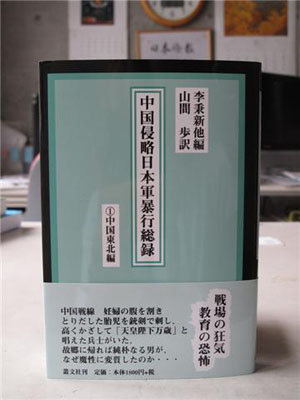 李秉新他編
山間 歩訳
中国侵略日本軍暴行総録
①中国東北編
戦場の狂気
教育の恐怖
中国戦線 妊婦の腹を割き
とりだした胎児を銃剣で刺し、
高くかざして「天皇陛下万歳」と
唱えた兵士がいた。
故郷に帰れば純朴なる男が、
なぜ魔性に変質したのか・・・
叢文社刊 定価・本体1800円+税